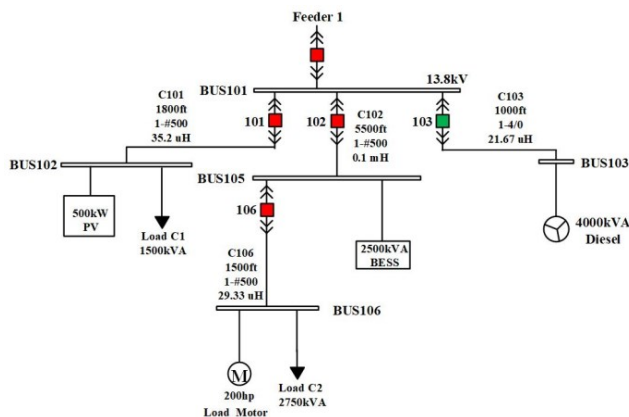 Feeder 1
13.8kV
BUS101
C101
1800ft
1-#500
35.2 uH
101
102
C102
5500ft
1-#500
0.1 mH
103
C103
1000ft
1-4/0
21.67 uH
BUS102
BUS105
BUS103
500kW
PV
Load C1
1500kVA
106
2500kVA
BESS
4000kVA
Diesel
C106
1500ft
1-#500
29.33 uH
BUS106
M
200hp
Load Motor
Load C2
2750kVA